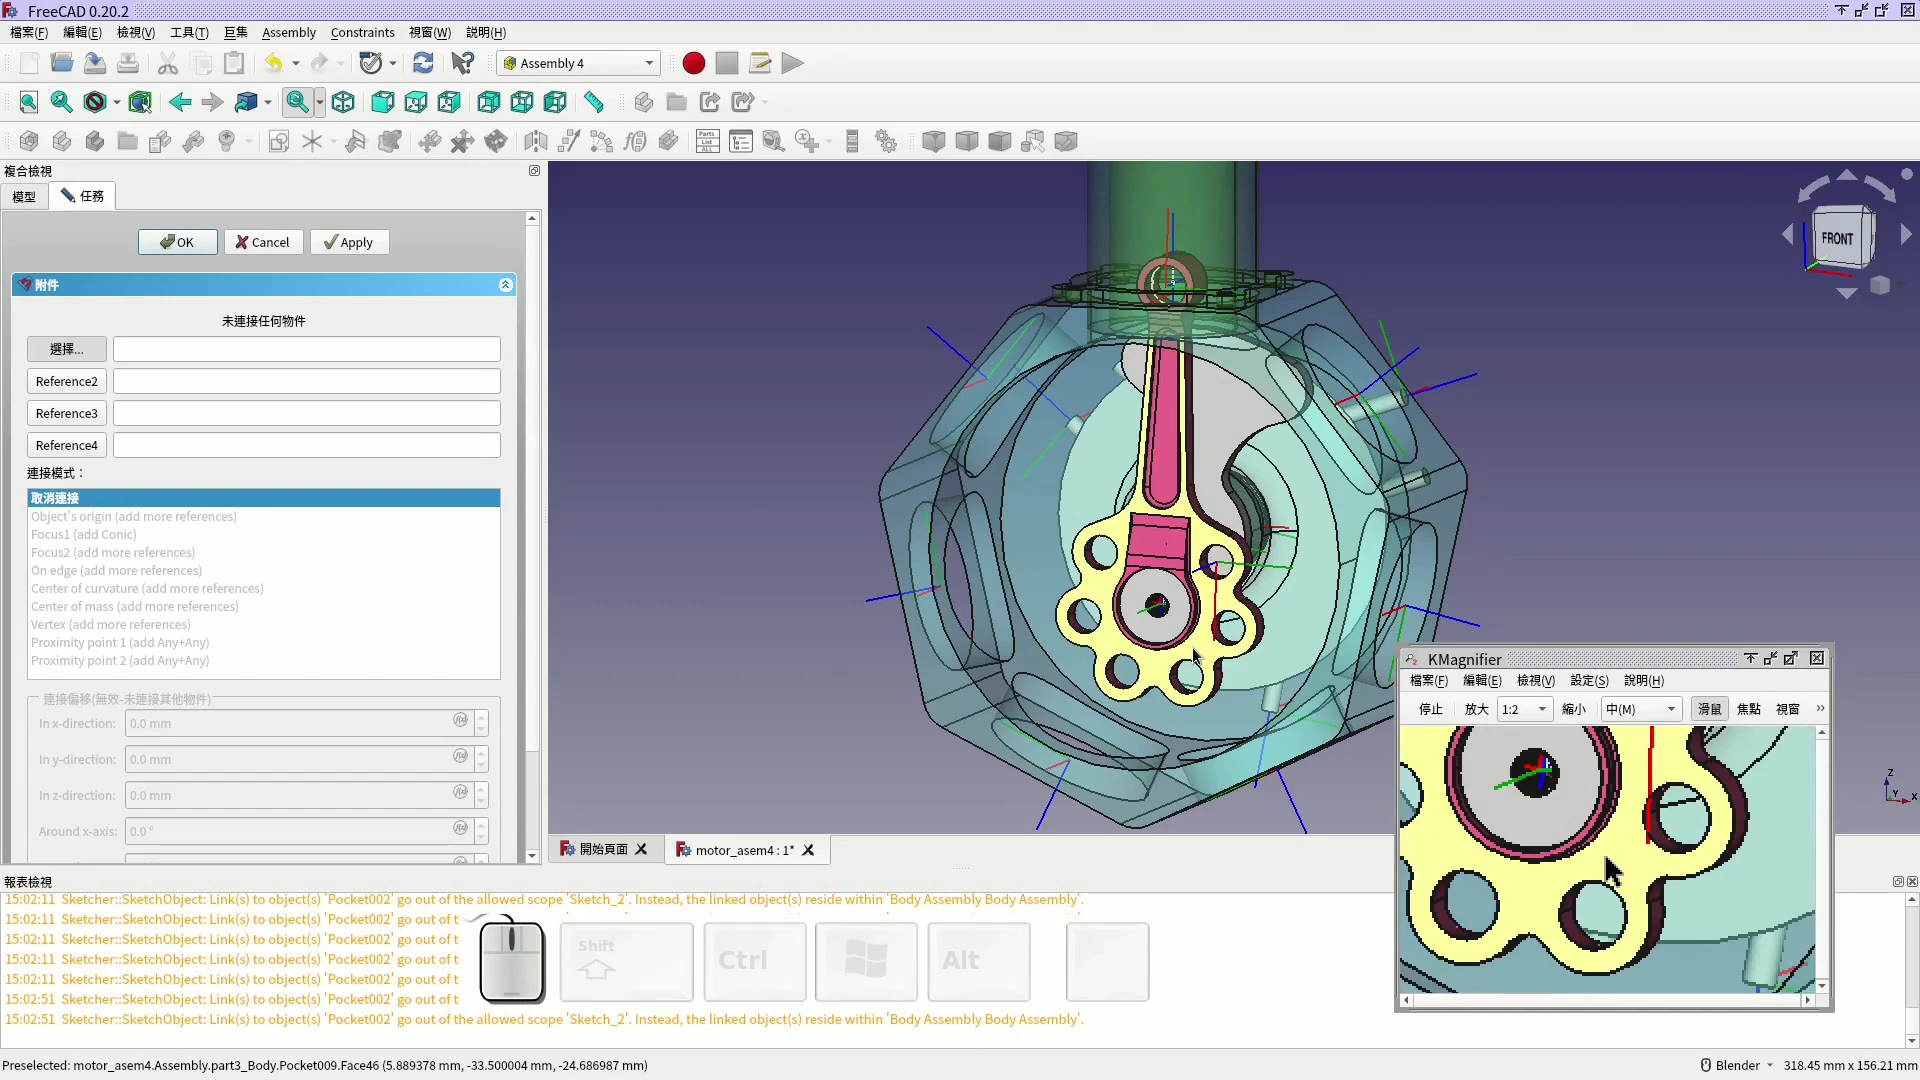 FreeCAD 0.20.2
檔案(F) 編輯(E) 檢視(V) 工具(T) 巨集 Assembly Constraints 視窗(W) 說明(H)
Assembly 4
Parts List ALL
複合檢視
模型 任務
OK Cancel Apply
附件
未連接任何物件
選擇...
Reference2
Reference3
Reference4
連接模式：
取消連接
Object's origin (add more references)
Focus1 (add Conic)
Focus2 (add more references)
On edge (add more references)
Center of curvature (add more references)
Center of mass (add more references)
Vertex (add more references)
Proximity point 1 (add Any+Any)
Proximity point 2 (add Any+Any)
連接偏移(無效-未連接其他物件)
In x-direction: 0.0 mm
In y-direction: 0.0 mm
In z-direction: 0.0 mm
Around x-axis: 0.0 °
FRONT
Z
Y
X
開始頁面 motor_asem4 : 1*
KMagnifier
檔案(F) 編輯(E) 檢視(V) 設定(S) 說明(H)
停止 放大 1:2 縮小 中(M) 滑鼠 焦點 視窗 »
報表檢視
15:02:11 Sketcher::SketchObject: Link(s) to object(s) 'Pocket002' go out of the allowed scope 'Sketch_2'. Instead, the linked object(s) reside within 'Body Assembly Body Assembly'.
15:02:11 Sketcher::SketchObject: Link(s) to object(s) 'Pocket002' go out of t
15:02:11 Sketcher::SketchObject: Link(s) to object(s) 'Pocket002' go out of t
15:02:11 Sketcher::SketchObject: Link(s) to object(s) 'Pocket002' go out of t
15:02:11 Sketcher::SketchObject: Link(s) to object(s) 'Pocket002' go out of t
15:02:51 Sketcher::SketchObject: Link(s) to object(s) 'Pocket002' go out of t
15:02:51 Sketcher::SketchObject: Link(s) to object(s) 'Pocket002' go out of the allowed scope 'Sketch_2'. Instead, the linked object(s) reside within 'Body Assembly Body Assembly'.
Shift Ctrl Alt
Preselected: motor_asem4.Assembly.part3_Body.Pocket009.Face46 (5.889378 mm, -33.500004 mm, -24.686987 mm)
Blender 318.45 mm x 156.21 mm